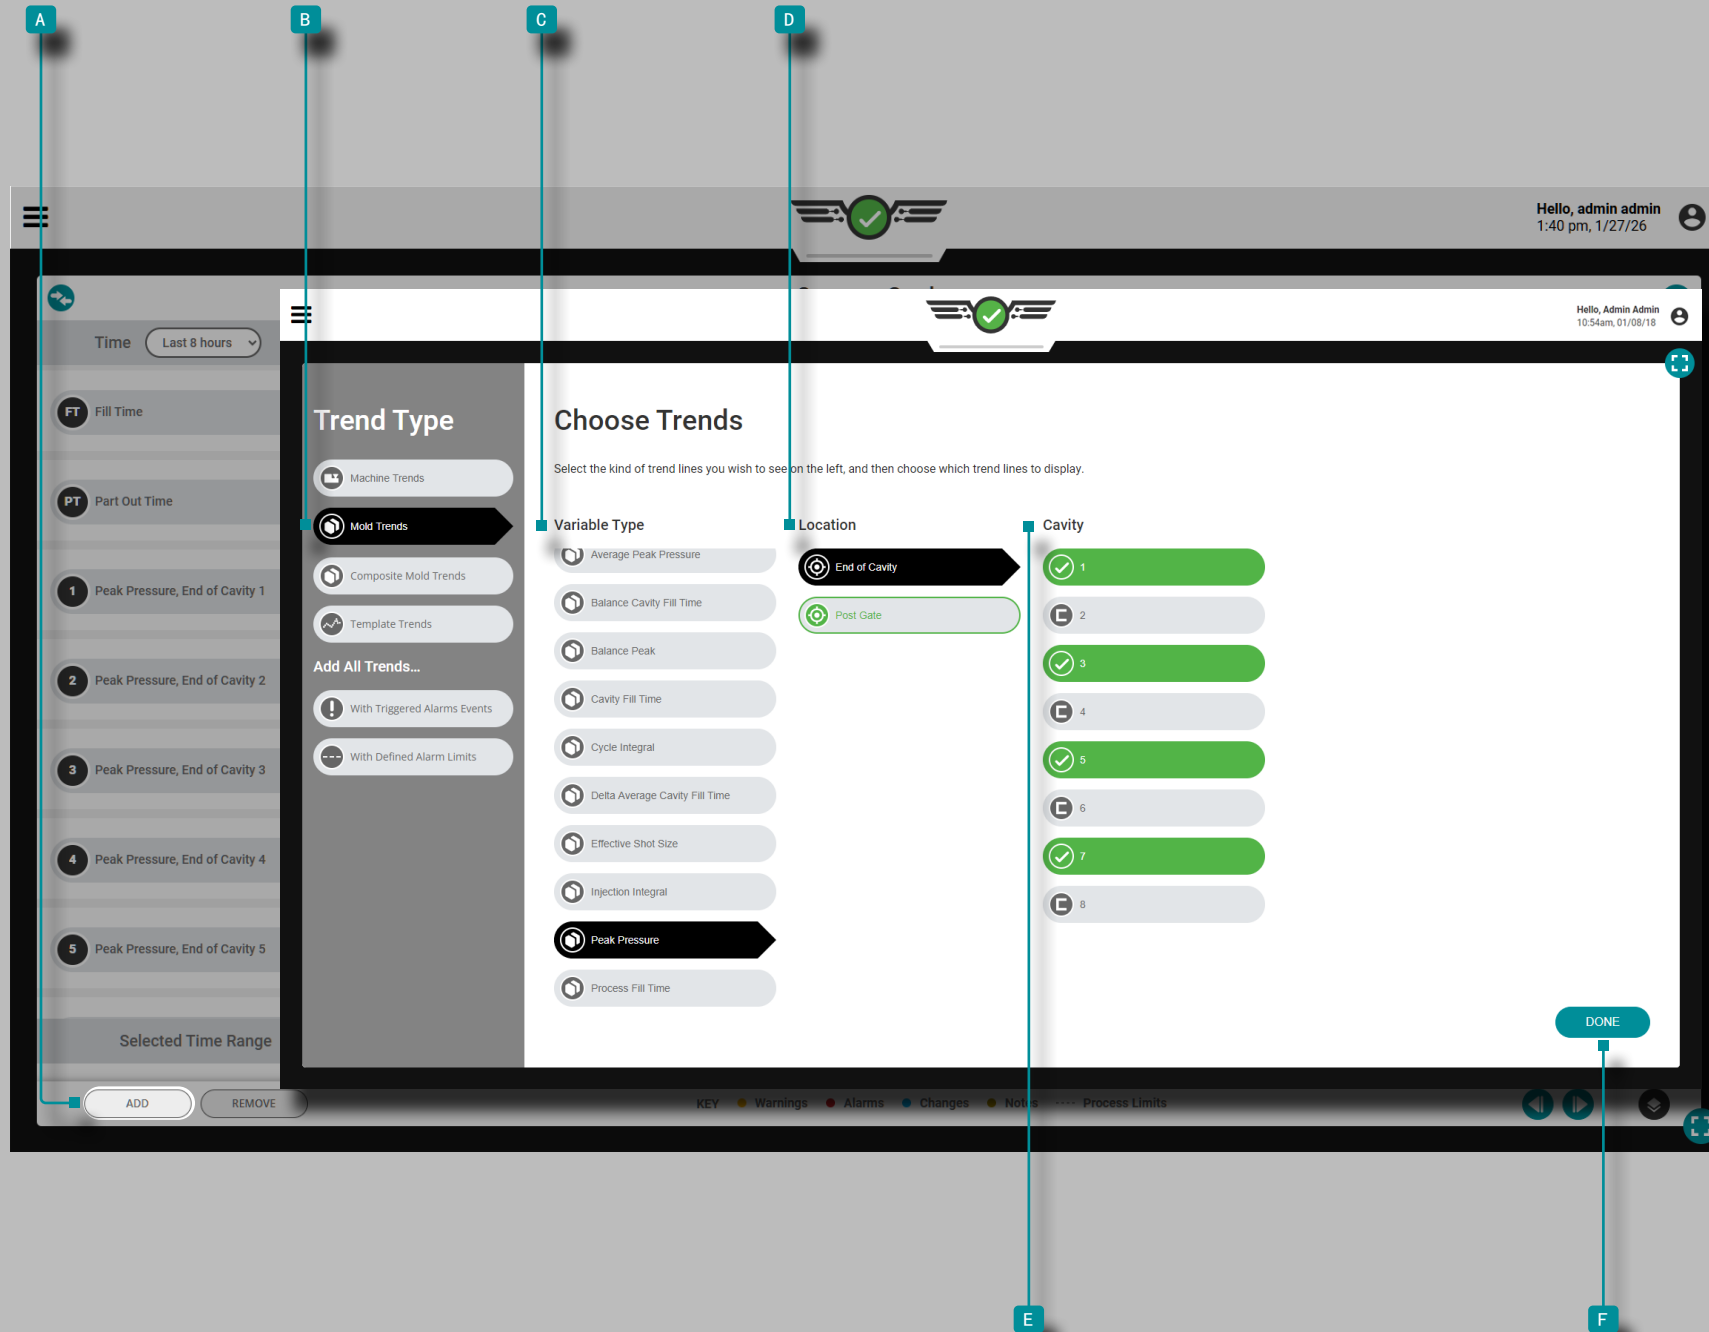 A
B
C
D
Hello, admin admin
1:40 pm, 1/27/26
Time
Last 8 hours
FT Fill Time
PT Part Out Time
1 Peak Pressure, End of Cavity 1
2 Peak Pressure, End of Cavity 2
3 Peak Pressure, End of Cavity 3
4 Peak Pressure, End of Cavity 4
5 Peak Pressure, End of Cavity 5
Selected Time Range
ADD
REMOVE
Hello, Admin Admin
10:54am, 01/08/18
Trend Type
Machine Trends
Mold Trends
Composite Mold Trends
Template Trends
Add All Trends...
With Triggered Alarms Events
With Defined Alarm Limits
Choose Trends
Select the kind of trend lines you wish to see on the left, and then choose which trend lines to display.
Variable Type
Average Peak Pressure
Balance Cavity Fill Time
Balance Peak
Cavity Fill Time
Cycle Integral
Delta Average Cavity Fill Time
Effective Shot Size
Injection Integral
Peak Pressure
Process Fill Time
Location
End of Cavity
Post Gate
Cavity
1
2
3
4
5
6
7
8
DONE
KEY Warnings Alarms Changes Notes Process Limits
E
F